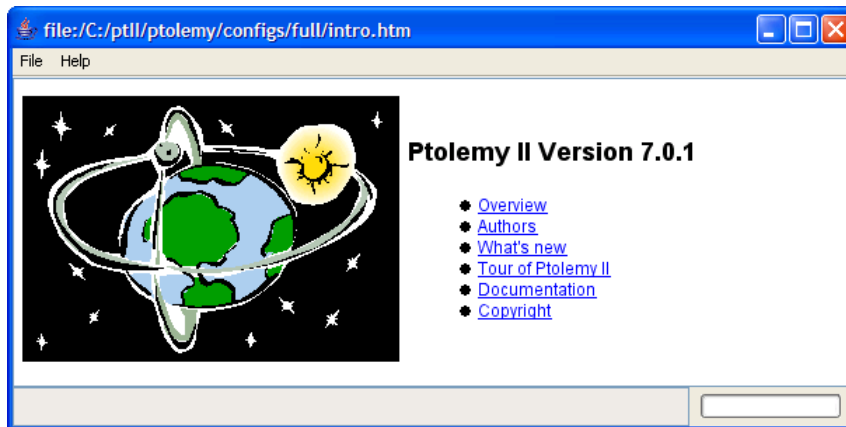 file:/C:/ptII/ptolemy/configs/full/intro.htm
File Help
Ptolemy II Version 7.0.1
Overview
Authors
What's new
Tour of Ptolemy II
Documentation
Copyright